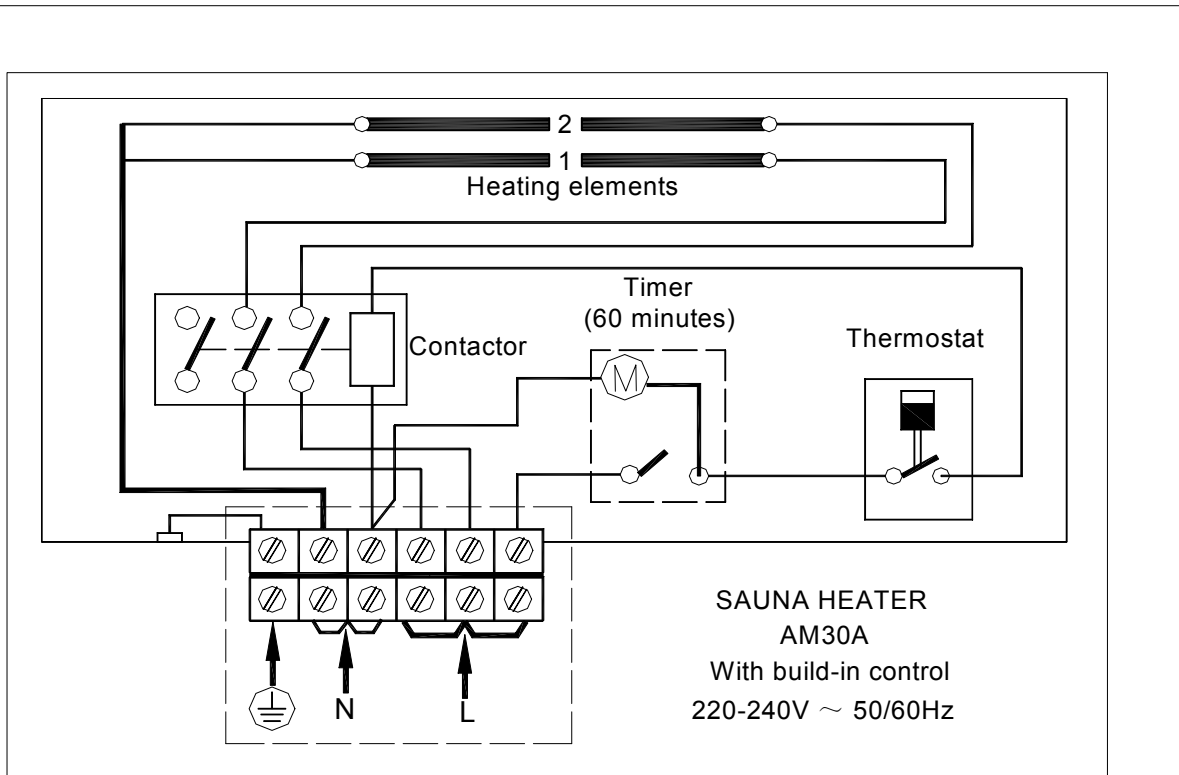 2
1
Heating elements
Timer
(60 minutes)
Thermostat
Contactor
M
N
L
SAUNA HEATER
AM30A
With build-in control
220-240V ～ 50/60Hz